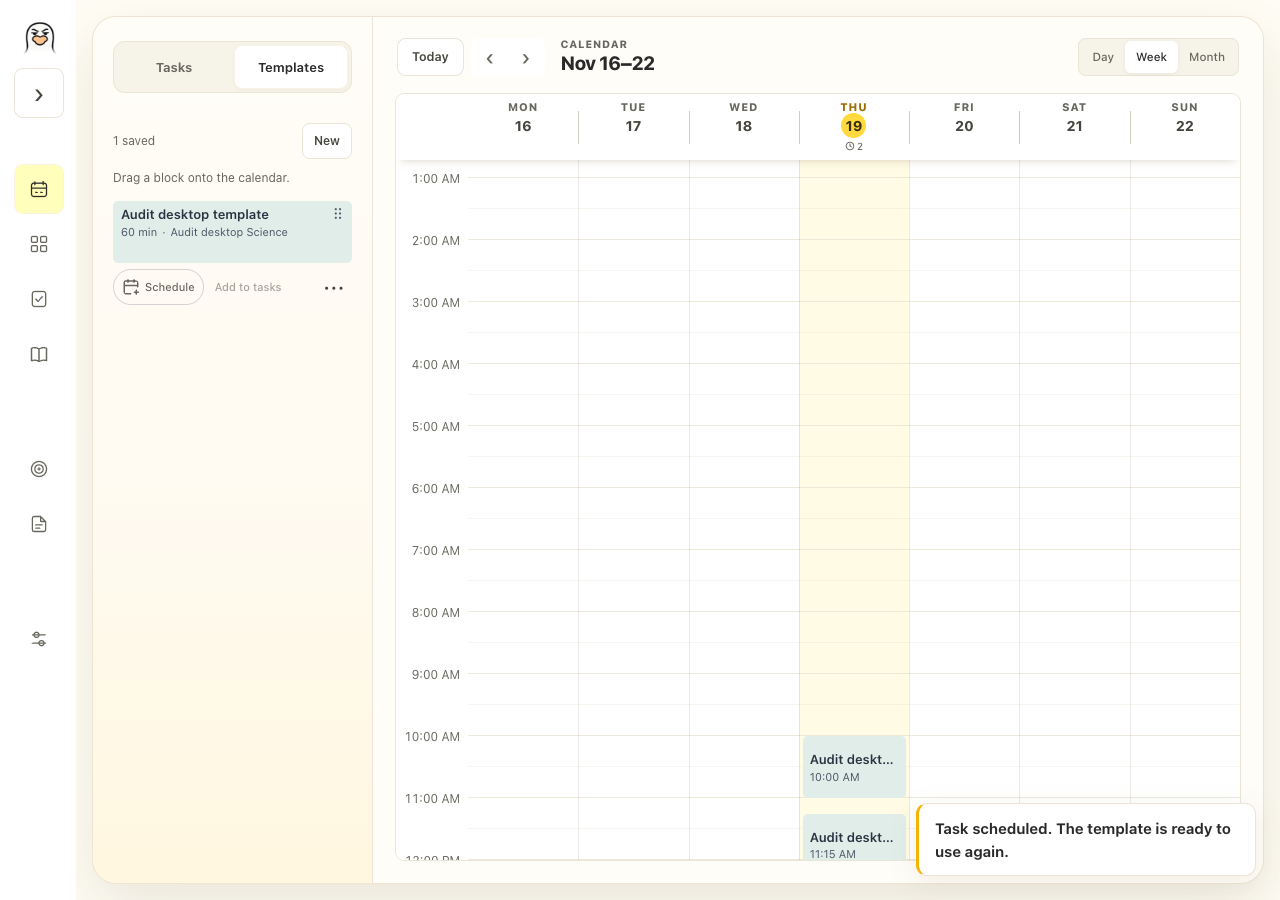 Tasks
Templates
1 saved
New
Drag a block onto the calendar.
Audit desktop template
60 min · Audit desktop Science
Schedule
Add to tasks
Today
CALENDAR
Nov 16–22
Day
Week
Month
MON
16
TUE
17
WED
18
THU
19
2
FRI
20
SAT
21
SUN
22
1:00 AM
2:00 AM
3:00 AM
4:00 AM
5:00 AM
6:00 AM
7:00 AM
8:00 AM
9:00 AM
10:00 AM
11:00 AM
12:00 PM
Audit deskt...
10:00 AM
Audit deskt...
11:15 AM
Task scheduled. The template is ready to
use again.